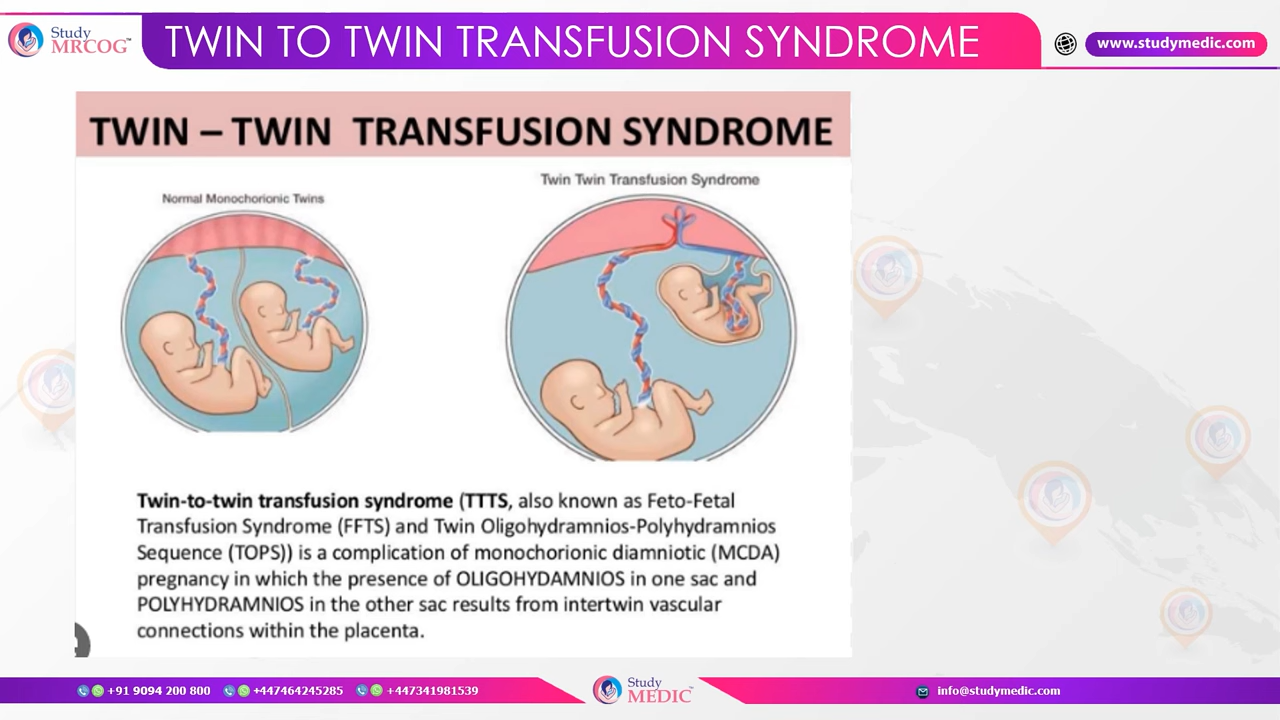 Study
MRCOG™
TWIN TO TWIN TRANSFUSION SYNDROME
www.studymedic.com
TWIN – TWIN TRANSFUSION SYNDROME
Normal Monochorionic Twins
Twin Twin Transfusion Syndrome
Twin-to-twin transfusion syndrome (TTTS, also known as Feto-Fetal
Transfusion Syndrome (FFTS) and Twin Oligohydramnios-Polyhydramnios
Sequence (TOPS)) is a complication of monochorionic diamniotic (MCDA)
pregnancy in which the presence of OLIGOHYDAMNIOS in one sac and
POLYHYDRAMNIOS in the other sac results from intertwin vascular
connections within the placenta.
+91 9094 200 800 +447464245285 +447341981539
Study
MEDIC™
info@studymedic.com